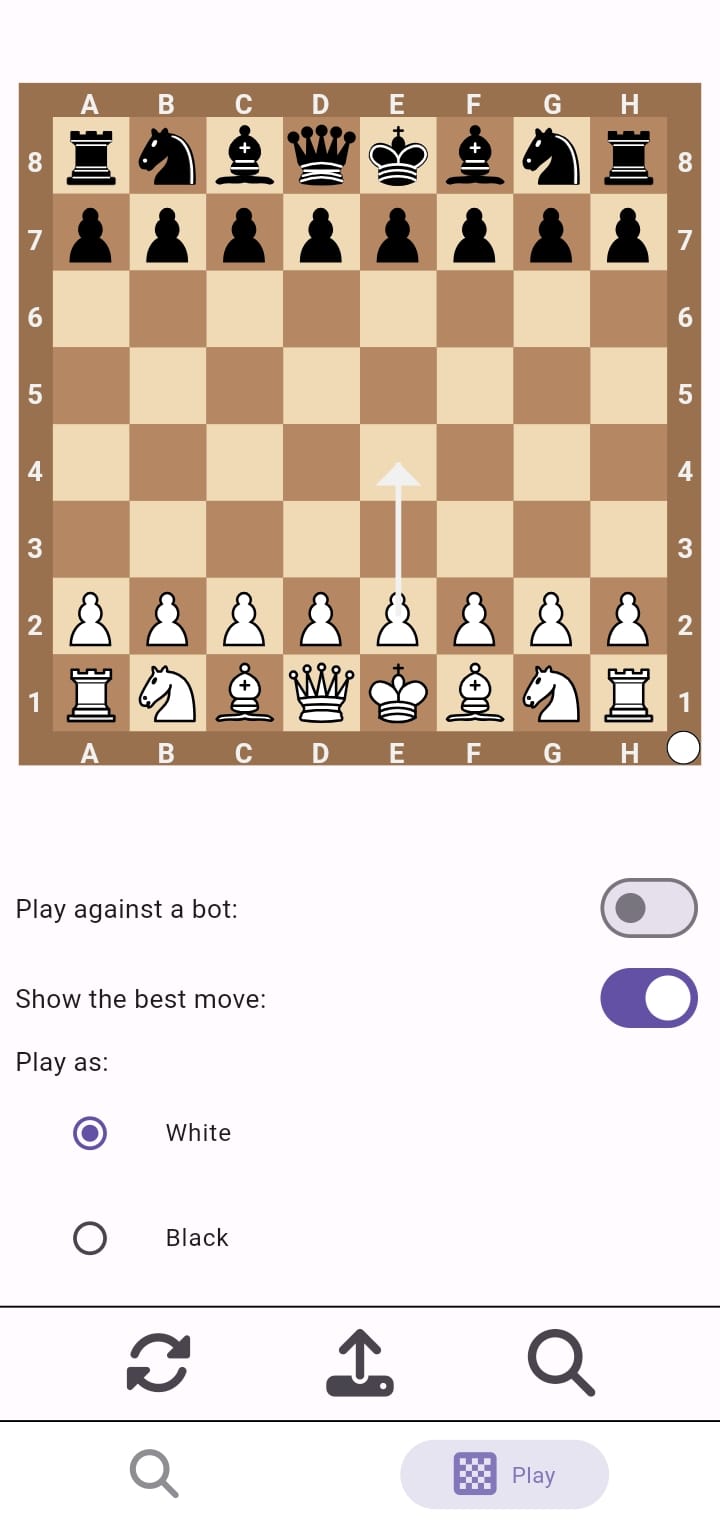 A B C D E F G H
8 8
7 7
6 6
5 5
4 4
3 3
2 2
1 1
A B C D E F G H
Play against a bot:
Show the best move:
Play as:
White
Black
Play